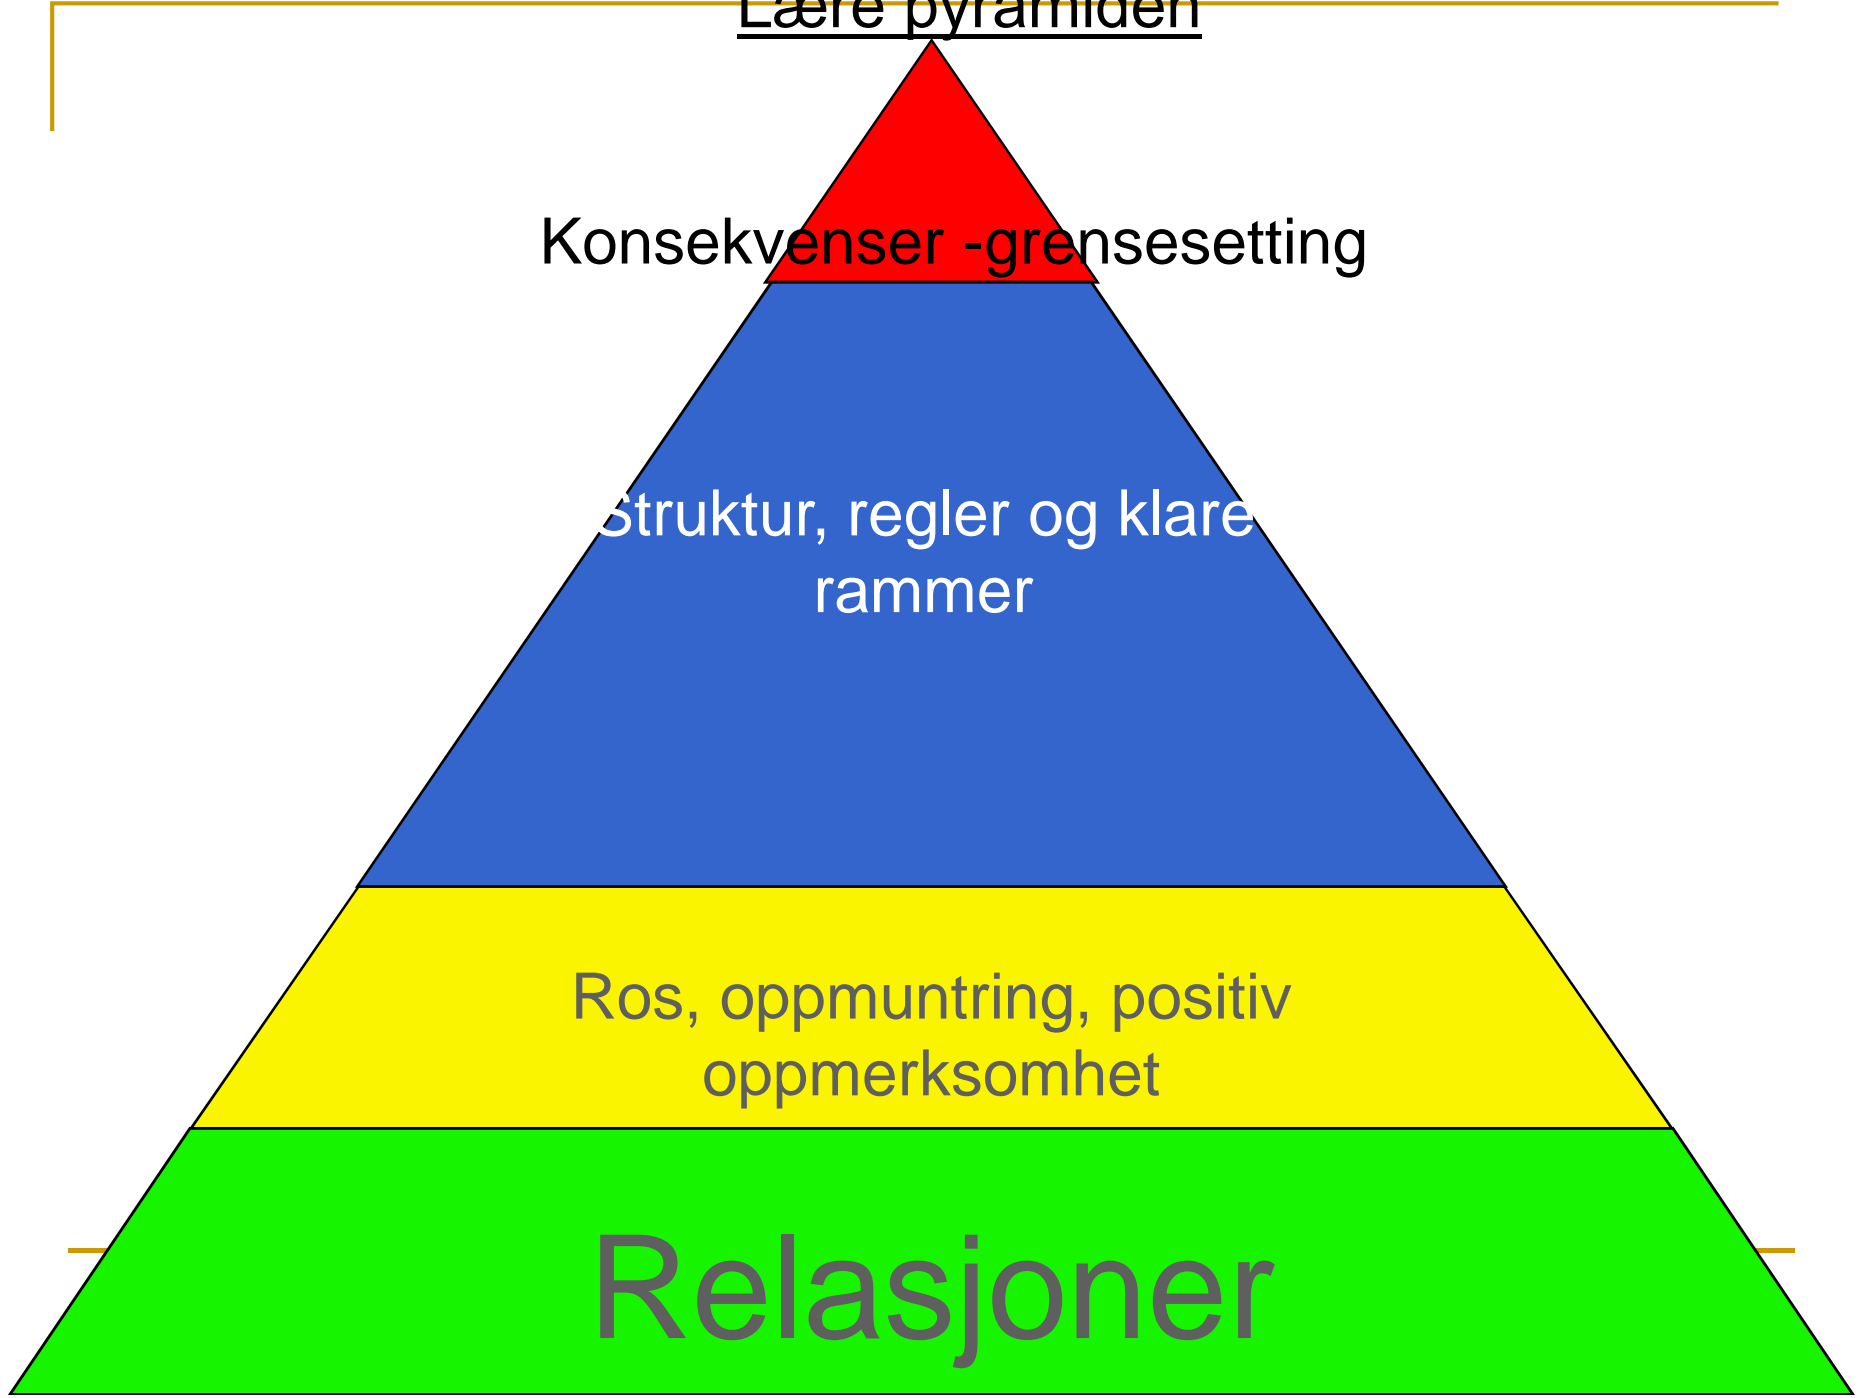 Lære pyramiden
Konsekvenser -grensesetting
Struktur, regler og klare
rammer
Ros, oppmuntring, positiv
oppmerksomhet
Relasjoner